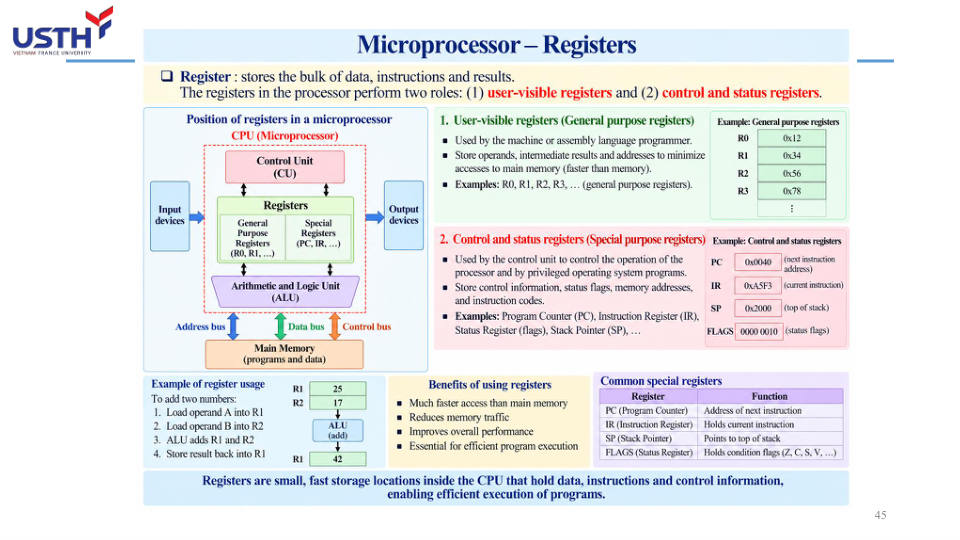 USTH
VIETNAM FRANCE UNIVERSITY
Microprocessor – Registers
❑ Register : stores the bulk of data, instructions and results.
The registers in the processor perform two roles: (1) user-visible registers and (2) control and status registers.
Position of registers in a microprocessor
CPU (Microprocessor)
Control Unit
(CU)
Input
devices
Registers
General
Purpose
Registers
(R0, R1, ...)
Special
Registers
(PC, IR, ...)
Output
devices
Arithmetic and Logic Unit
(ALU)
Address bus
Data bus
Control bus
Main Memory
(programs and data)
1. User-visible registers (General purpose registers)
▪ Used by the machine or assembly language programmer.
▪ Store operands, intermediate results and addresses to minimize
accesses to main memory (faster than memory).
▪ Examples: R0, R1, R2, R3, … (general purpose registers).
Example: General purpose registers
R0 0x12
R1 0x34
R2 0x56
R3 0x78
⋮
2. Control and status registers (Special purpose registers)
▪ Used by the control unit to control the operation of the
processor and by privileged operating system programs.
▪ Store control information, status flags, memory addresses,
and instruction codes.
▪ Examples: Program Counter (PC), Instruction Register (IR),
Status Register (flags), Stack Pointer (SP), …
Example: Control and status registers
PC 0x0040 (next instruction
address)
IR 0xA5F3 (current instruction)
SP 0x2000 (top of stack)
FLAGS 0000 0010 (status flags)
Example of register usage
To add two numbers:
1. Load operand A into R1
2. Load operand B into R2
3. ALU adds R1 and R2
4. Store result back into R1
R1 25
R2 17
ALU
(add)
R1 42
Benefits of using registers
▪ Much faster access than main memory
▪ Reduces memory traffic
▪ Improves overall performance
▪ Essential for efficient program execution
Common special registers
Register Function
PC (Program Counter) Address of next instruction
IR (Instruction Register) Holds current instruction
SP (Stack Pointer) Points to top of stack
FLAGS (Status Register) Holds condition flags (Z, C, S, V, …)
Registers are small, fast storage locations inside the CPU that hold data, instructions and control information,
enabling efficient execution of programs.
45